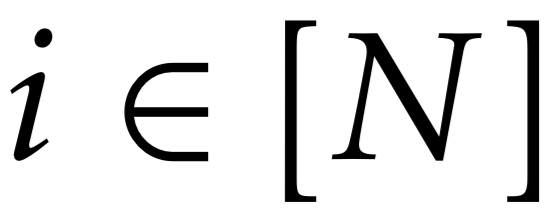 i ∈ [N]